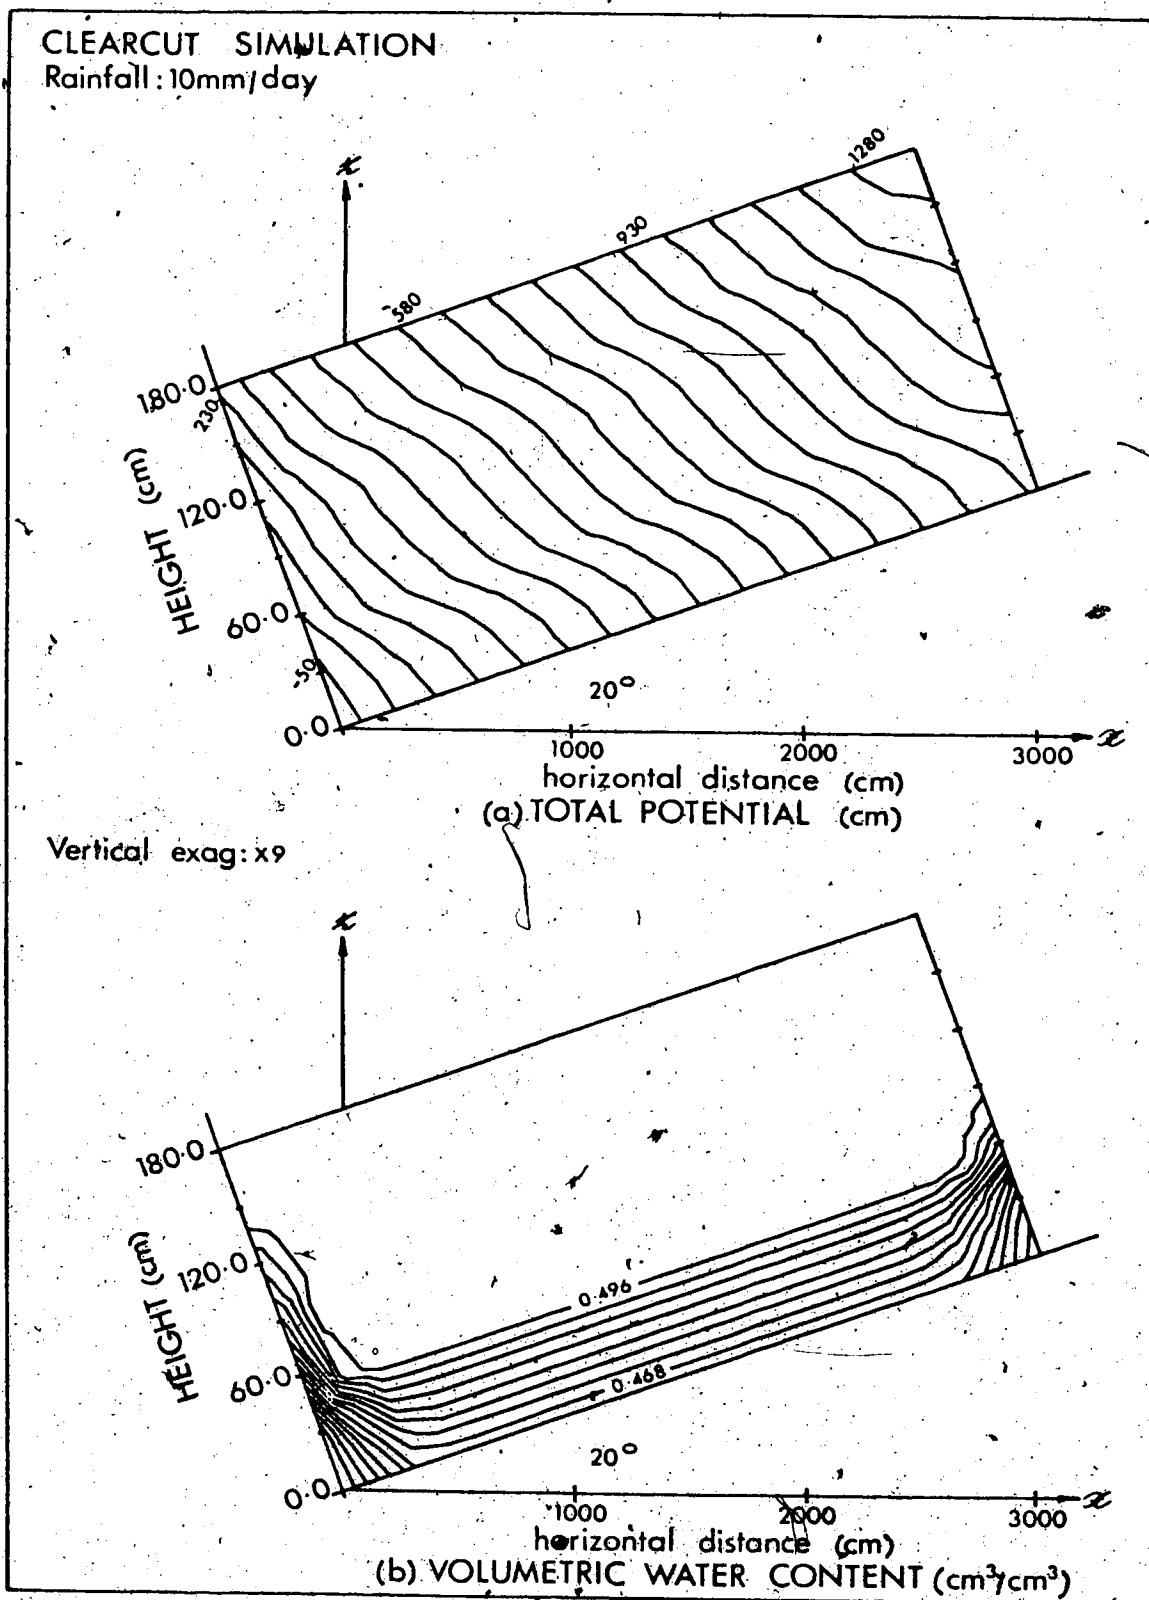 CLEARCUT SIMULATION
Rainfall: 10mm/day
1280
930
580
180.0
230
HEIGHT (cm)
120.0
60.0
-50
0.0
20°
1000 2000 3000 x
horizontal distance (cm)
(a) TOTAL POTENTIAL (cm)
Vertical exag: x9
180.0
HEIGHT (cm)
120.0
0.496
60.0
0.468
20°
0.0
1000 2000 3000 x
horizontal distance (cm)
(b) VOLUMETRIC WATER CONTENT (cm³/cm³)